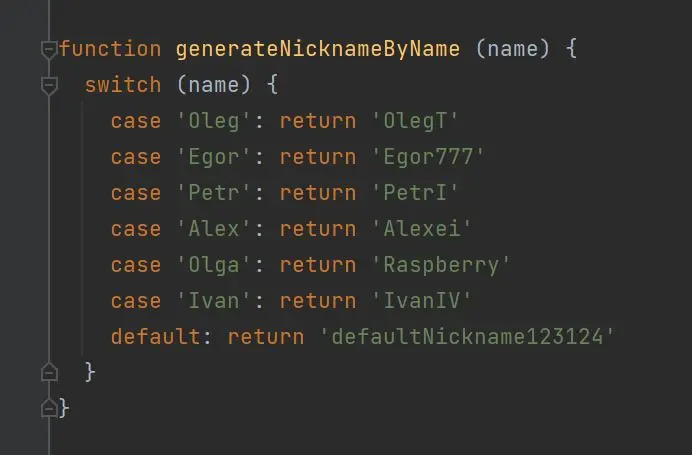 function generateNicknameByName (name) {
switch (name) {
case 'Oleg': return 'OlegT'
case 'Egor': return 'Egor777'
case 'Petr': return 'PetrI'
case 'Alex': return 'Alexei'
case 'Olga': return 'Raspberry'
case 'Ivan': return 'IvanIV'
default: return 'defaultNickname123124'
}
}